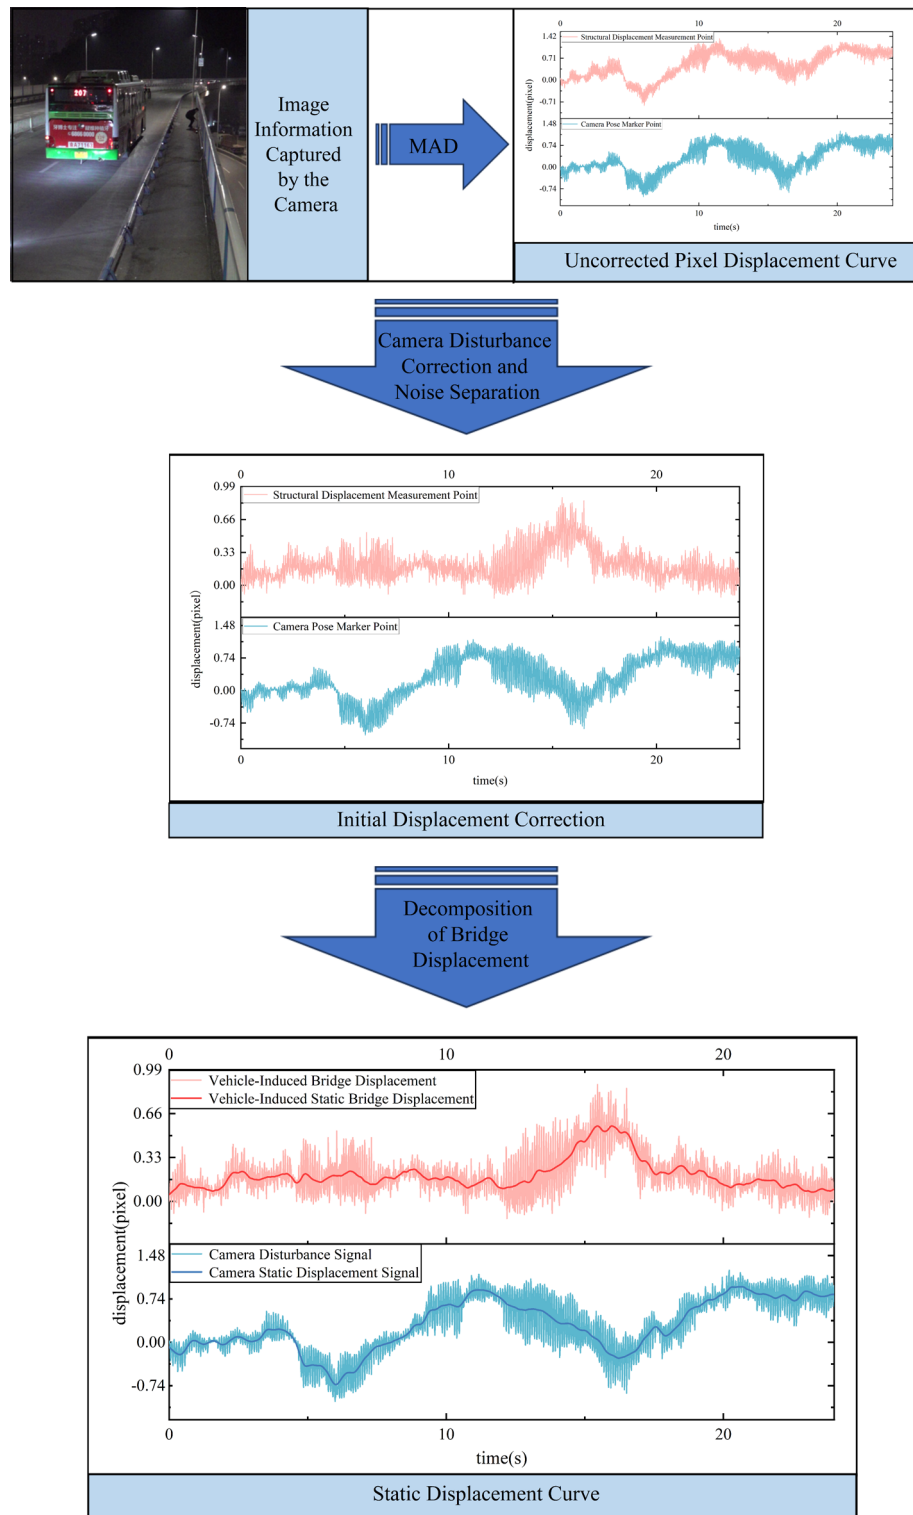 207
Image
Information
Captured
by the
Camera
MAD
1.42
0.71
0.00
-0.71
Structural Displacement Measurement Point
displacement(pixel)
1.48
0.74
0.00
-0.74
Camera Pose Marker Point
0 10 20
time(s)
Uncorrected Pixel Displacement Curve
Camera Disturbance
Correction and
Noise Separation
0 10 20
0.99
0.66
0.33
0.00
Structural Displacement Measurement Point
displacement(pixel)
1.48
0.74
0.00
-0.74
Camera Pose Marker Point
0 10 20
time(s)
Initial Displacement Correction
Decomposition
of Bridge
Displacement
0 10 20
0.99
0.66
0.33
0.00
Vehicle-Induced Bridge Displacement
Vehicle-Induced Static Bridge Displacement
displacement(pixel)
1.48
0.74
0.00
-0.74
Camera Disturbance Signal
Camera Static Displacement Signal
0 10 20
time(s)
Static Displacement Curve